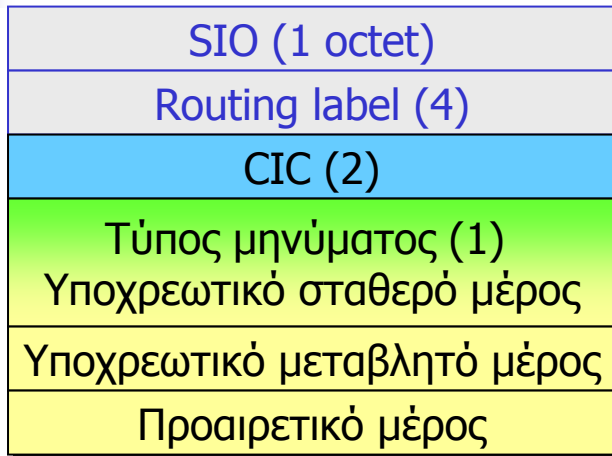 SIO (1 octet)
Routing label (4)
CIC (2)
Τύπος μηνύματος (1)
Υποχρεωτικό σταθερό μέρος
Υποχρεωτικό μεταβλητό μέρος
Προαιρετικό μέρος